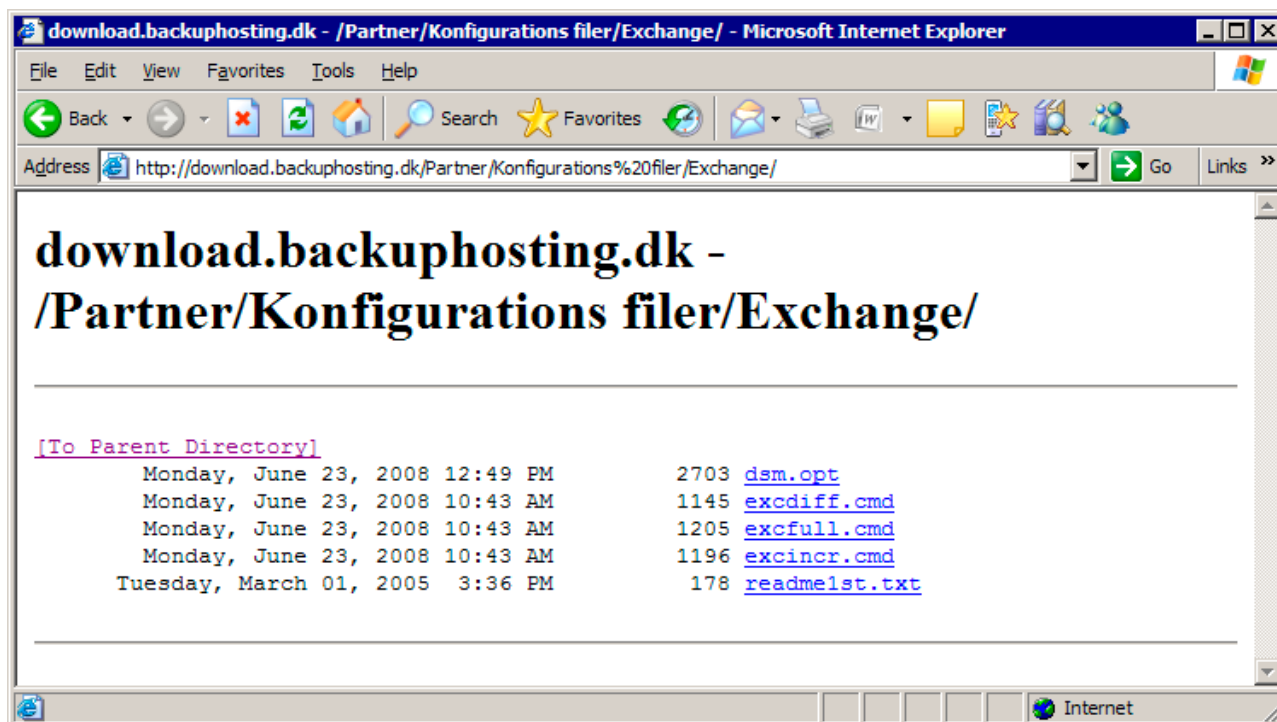 download.backuphosting.dk - /Partner/Konfigurations filer/Exchange/ - Microsoft Internet Explorer
File Edit View Favorites Tools Help
Back Search Favorites
Address http://download.backuphosting.dk/Partner/Konfigurations%20filer/Exchange/ Go Links »
download.backuphosting.dk -
/Partner/Konfigurations filer/Exchange/
[To Parent Directory]
Monday, June 23, 2008 12:49 PM 2703 dsm.opt
Monday, June 23, 2008 10:43 AM 1145 excdiff.cmd
Monday, June 23, 2008 10:43 AM 1205 excfull.cmd
Monday, June 23, 2008 10:43 AM 1196 excincr.cmd
Tuesday, March 01, 2005 3:36 PM 178 readme1st.txt
Internet